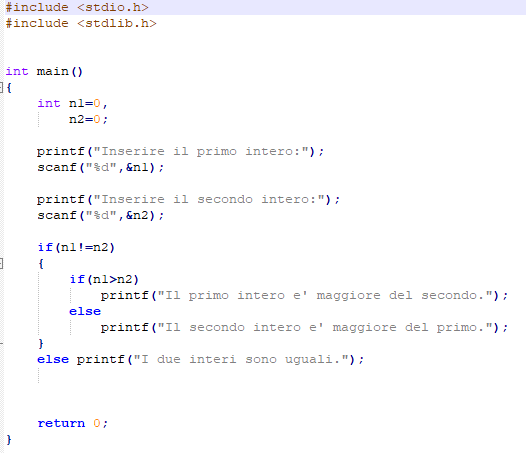 #include <stdio.h>
#include <stdlib.h>
int main()
{
int n1=0,
n2=0;
printf("Inserire il primo intero:");
scanf("%d",&n1);
printf("Inserire il secondo intero:");
scanf("%d",&n2);
if(n1!=n2)
{
if(n1>n2)
printf("Il primo intero e' maggiore del secondo.");
else
printf("Il secondo intero e' maggiore del primo.");
}
else printf("I due interi sono uguali.");
return 0;
}